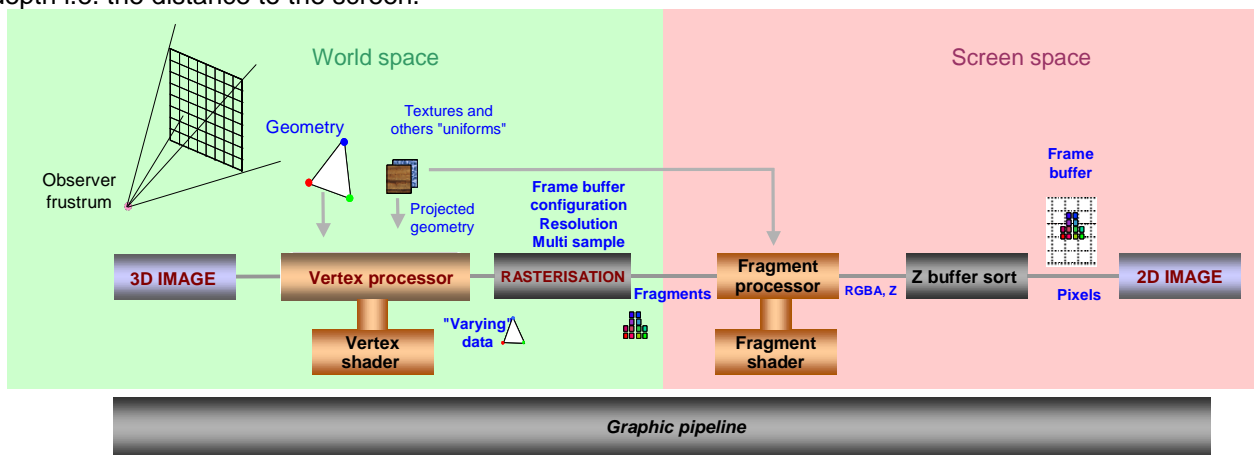 depth i.e. the distance to the screen.
World space
Screen space
Textures and
others "uniforms"
Geometry
Observer
frustrum
Projected
geometry
Frame buffer
configuration
Resolution
Multi sample
Frame
buffer
3D IMAGE
Vertex processor
RASTERISATION
Fragments
Fragment
processor
RGBA, Z
Z buffer sort
Pixels
2D IMAGE
"Varying"
data
Vertex
shader
Fragment
shader
Graphic pipeline